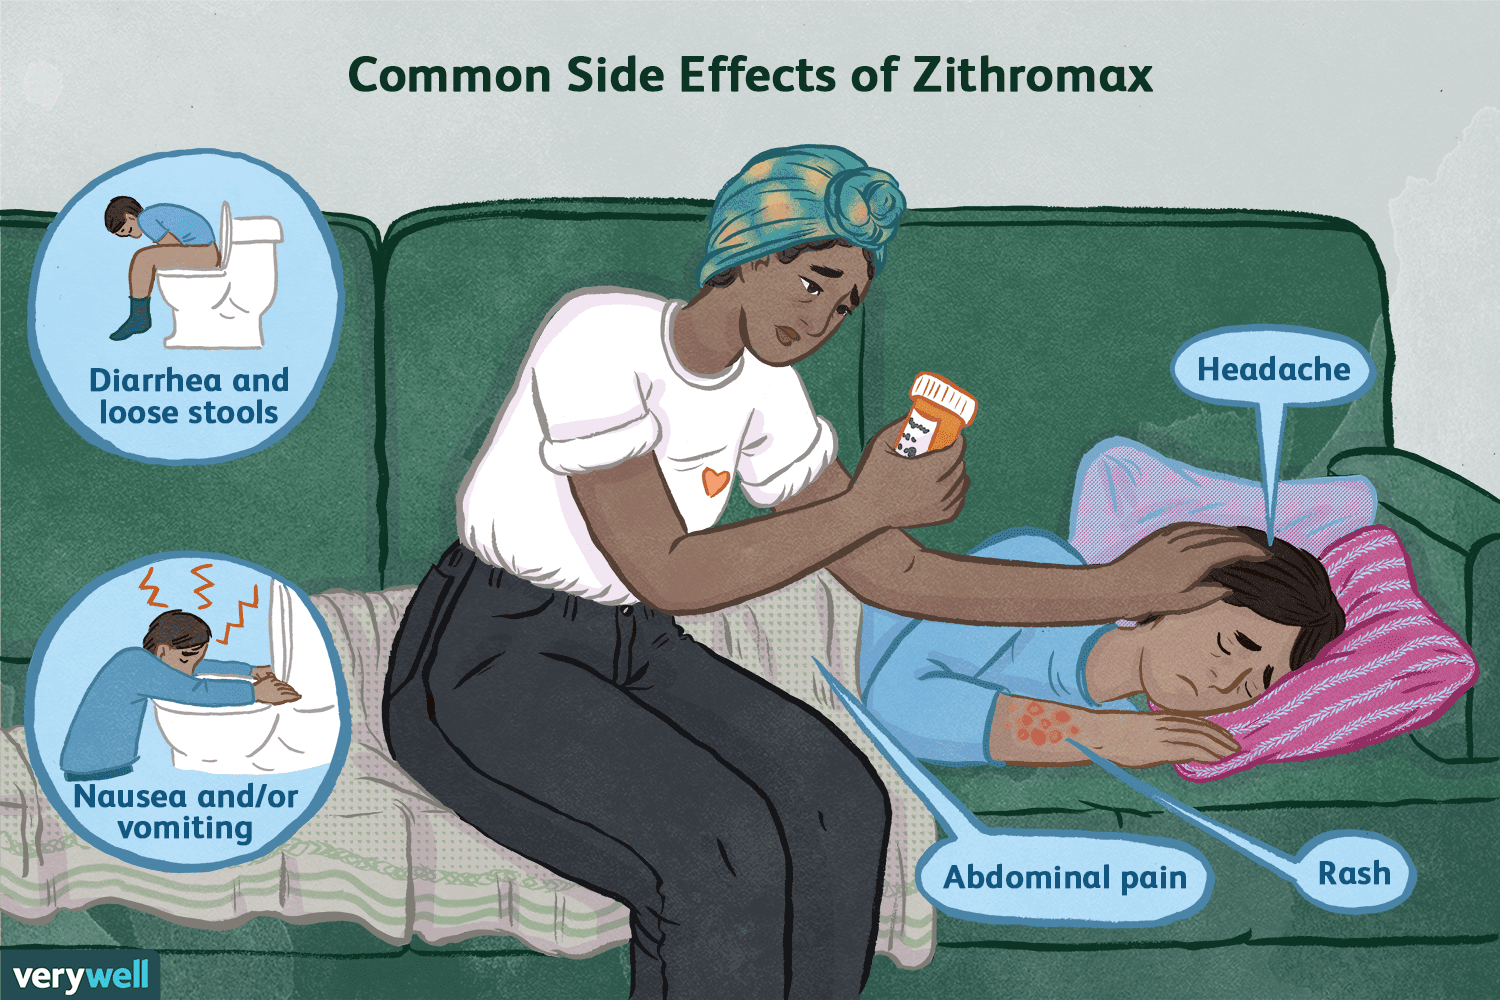 Common Side Effects of Zithromax
Diarrhea and
loose stools
Headache
Nausea and/or
vomiting
Abdominal pain
Rash
verywell